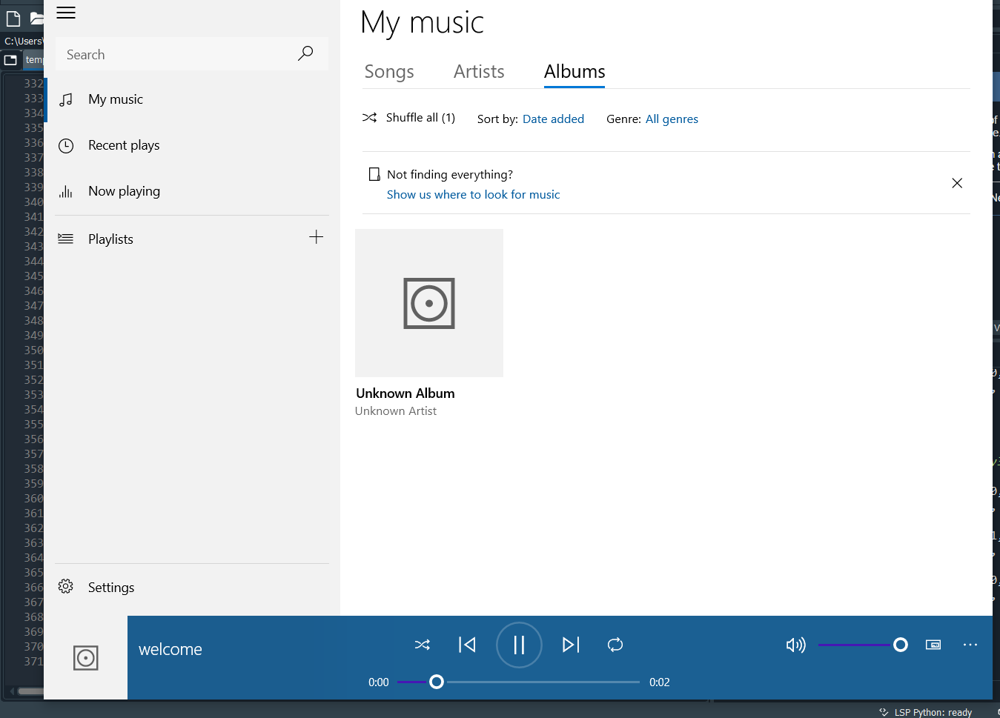 C:\Users\
temp
332
333
334
335
336
337
338
339
340
341
342
343
344
345
346
347
348
349
350
351
352
353
354
355
356
357
358
359
360
361
362
363
364
365
366
367
368
369
370
371
Search
My music
Recent plays
Now playing
Playlists
Settings
My music
Songs Artists Albums
Shuffle all (1) Sort by: Date added Genre: All genres
Not finding everything?
Show us where to look for music
Unknown Album
Unknown Artist
welcome
0:00 0:02
LSP Python: ready